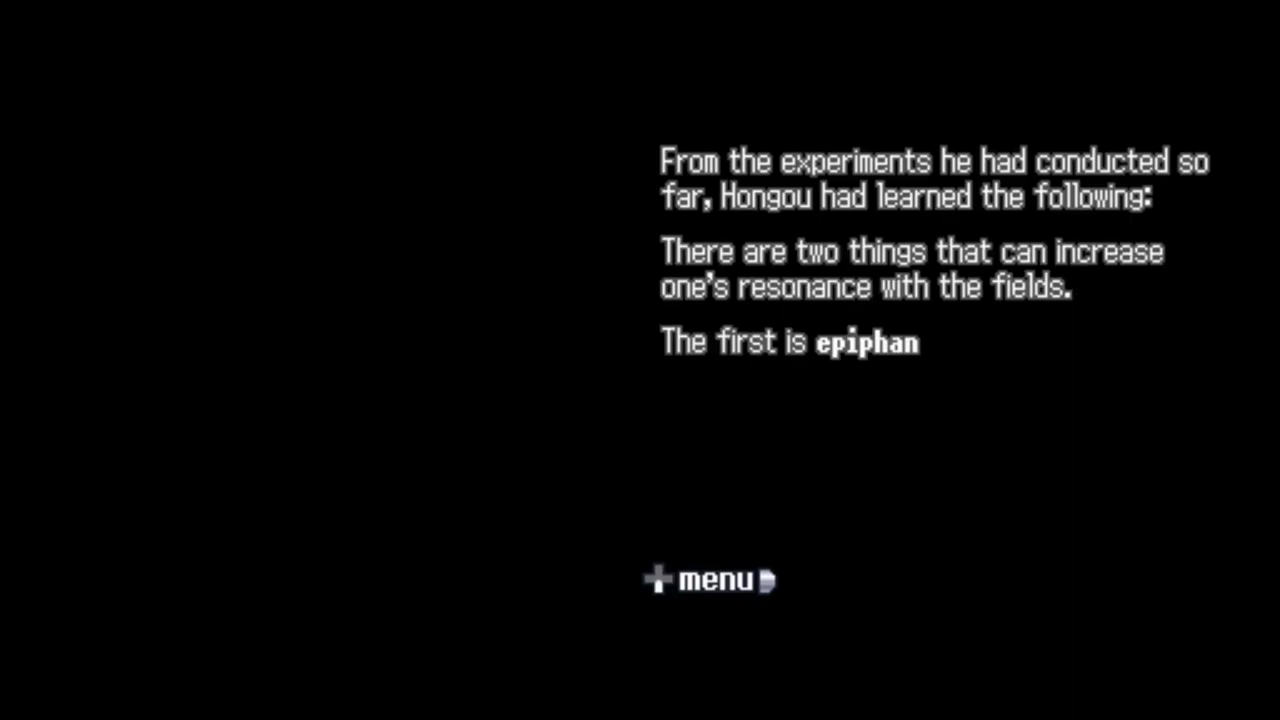 From the experiments he had conducted so
far, Hongou had learned the following:
There are two things that can increase
one's resonance with the fields.
The first is epiphan
menu